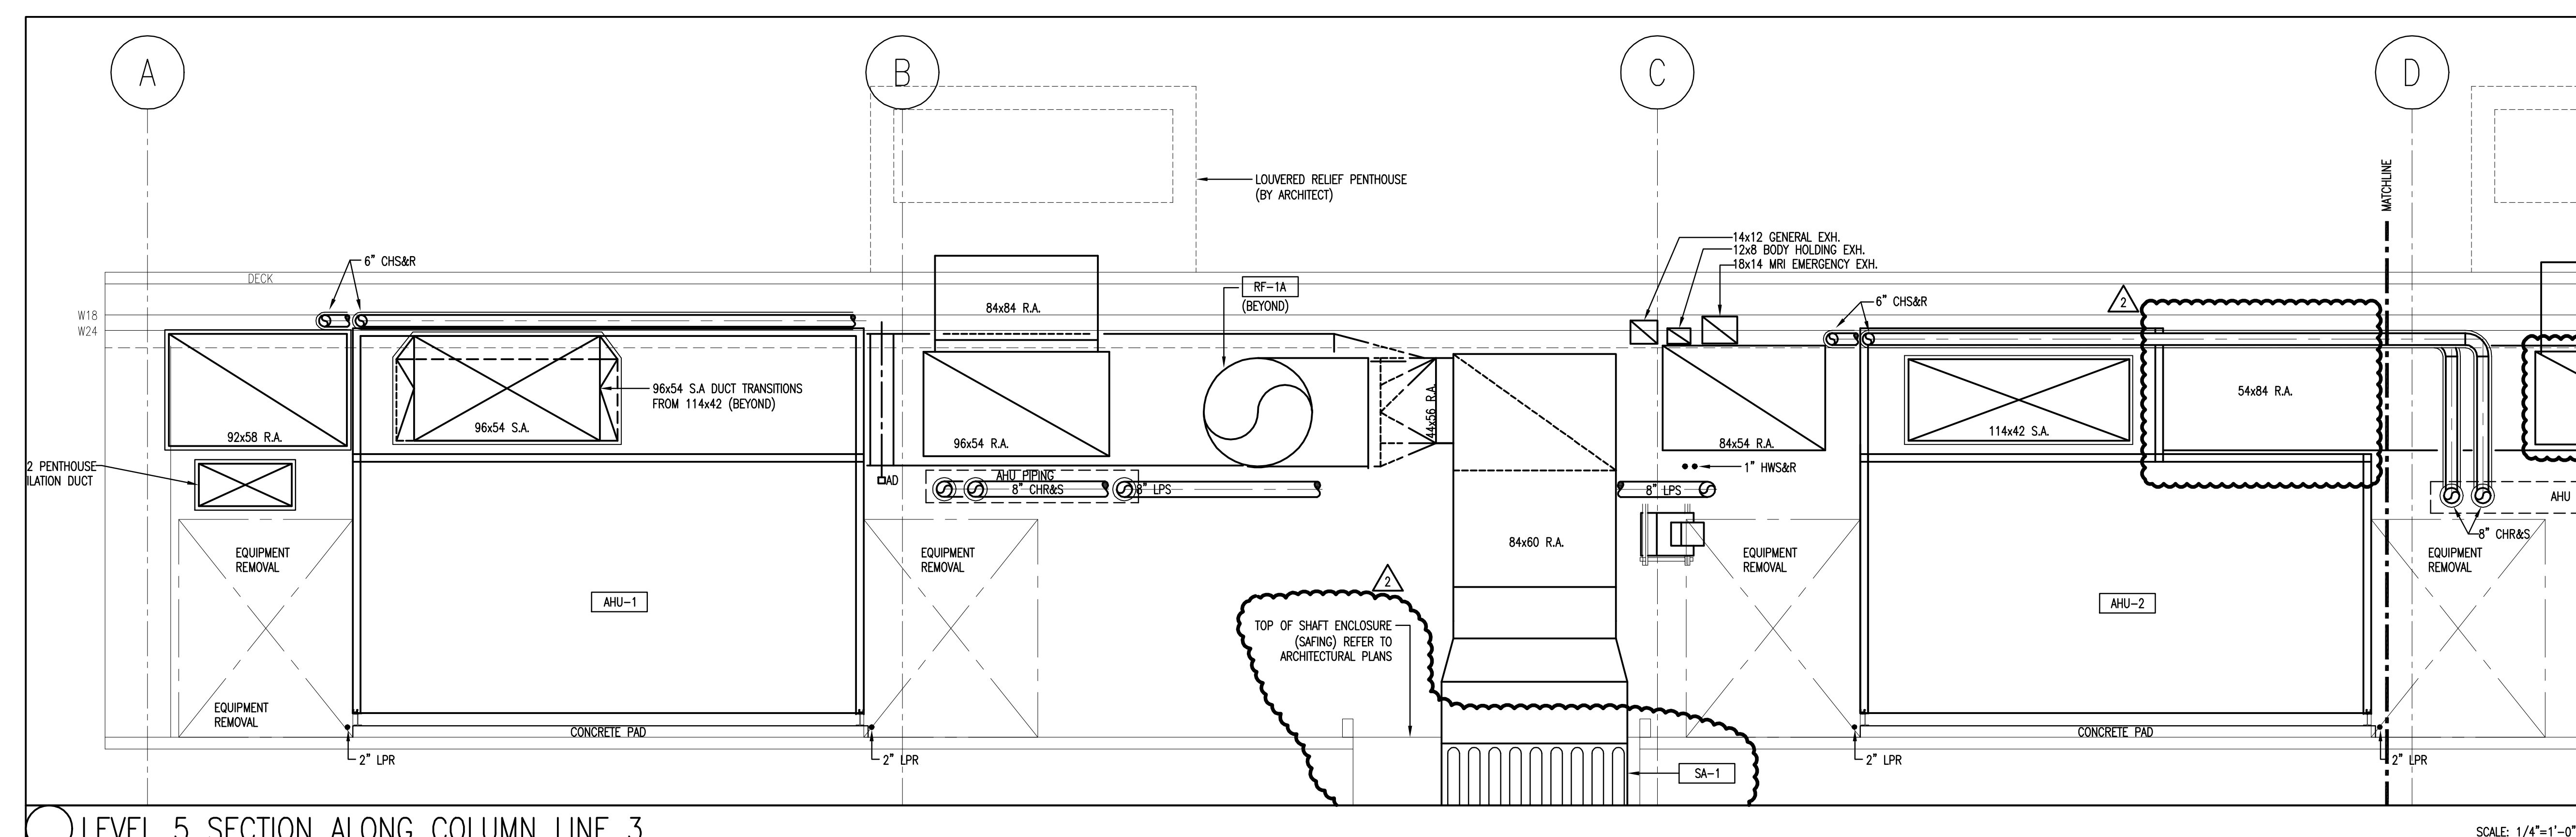 A
B
C
D
MATCHLINE
LOUVERED RELIEF PENTHOUSE
(BY ARCHITECT)
14x12 GENERAL EXH.
12x8 BODY HOLDING EXH.
18x14 MRI EMERGENCY EXH.
6" CHS&R
DECK
W18
W24
84x84 R.A.
RF-1A
(BEYOND)
6" CHS&R
2
92x58 R.A.
96x54 S.A.
96x54 S.A DUCT TRANSITIONS
FROM 114x42 (BEYOND)
96x54 R.A.
44x56 R.A.
84x54 R.A.
114x42 S.A.
54x84 R.A.
2 PENTHOUSE
ILATION DUCT
AD
AHU PIPING
8" CHR&S
8" LPS
8" LPS
1" HWS&R
AHU
8" CHR&S
EQUIPMENT
REMOVAL
EQUIPMENT
REMOVAL
84x60 R.A.
EQUIPMENT
REMOVAL
EQUIPMENT
REMOVAL
AHU-1
2
AHU-2
TOP OF SHAFT ENCLOSURE
(SAFING) REFER TO
ARCHITECTURAL PLANS
EQUIPMENT
REMOVAL
CONCRETE PAD
CONCRETE PAD
2" LPR
2" LPR
SA-1
2" LPR
2" LPR
LEVEL 5 SECTION ALONG COLUMN LINE 3
SCALE: 1/4"=1'-0"